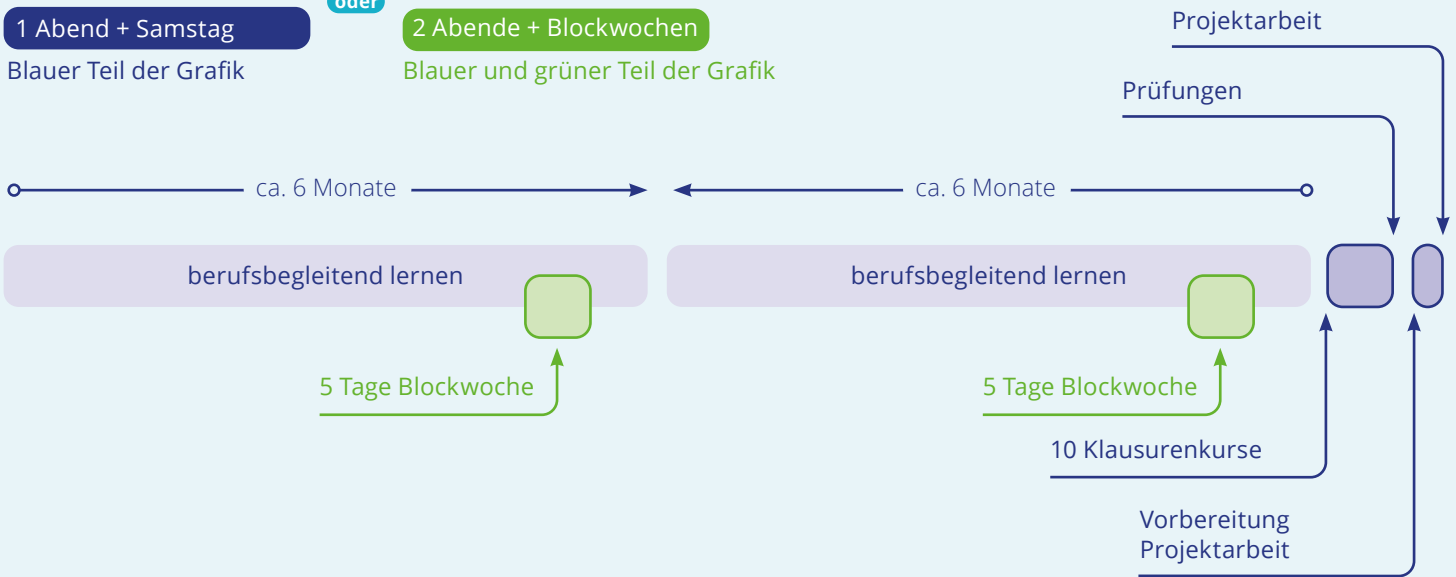 oder
1 Abend + Samstag
2 Abende + Blockwochen
Blauer Teil der Grafik
Blauer und grüner Teil der Grafik
Projektarbeit
Prüfungen
ca. 6 Monate
ca. 6 Monate
berufsbegleitend lernen
berufsbegleitend lernen
5 Tage Blockwoche
5 Tage Blockwoche
10 Klausurenkurse
Vorbereitung
Projektarbeit